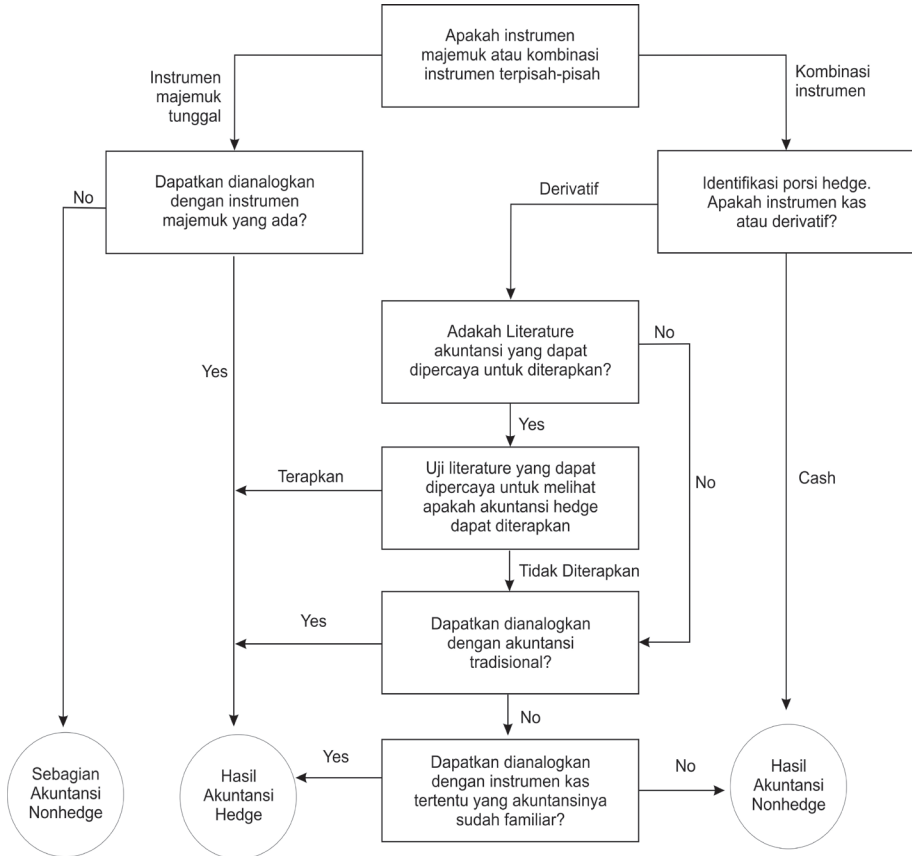 Apakah instrumen
majemuk atau kombinasi
instrumen terpisah-pisah
Instrumen
majemuk
tunggal
Kombinasi
instrumen
Dapatkan dianalogkan
dengan instrumen
majemuk yang ada?
No
Derivatif
Identifikasi porsi hedge.
Apakah instrumen kas
atau derivatif?
Adakah Literature
akuntansi yang dapat
dipercaya untuk diterapkan?
No
Yes
Yes
Uji literature yang dapat
dipercaya untuk melihat
apakah akuntansi hedge
dapat diterapkan
Terapkan
No
Cash
Tidak Diterapkan
Dapatkan dianalogkan
dengan akuntansi
tradisional?
Yes
No
Dapatkan dianalogkan
dengan instrumen kas
tertentu yang akuntansinya
sudah familiar?
Yes
No
Sebagian
Akuntansi
Nonhedge
Hasil
Akuntansi
Hedge
Hasil
Akuntansi
Nonhedge